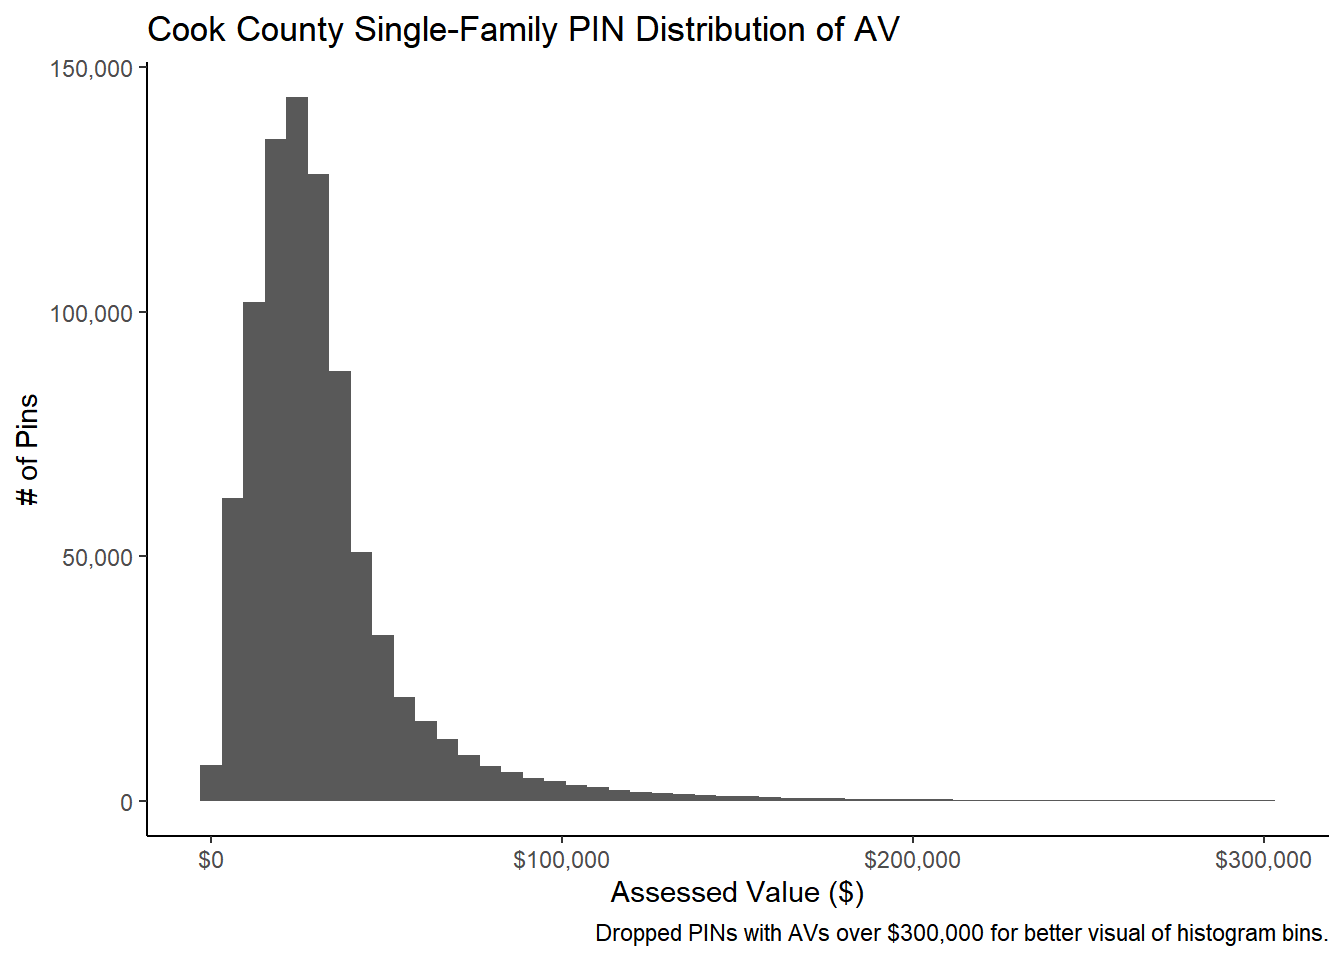 Cook County Single-Family PIN Distribution of AV
150,000
100,000
50,000
0
# of Pins
$0
$100,000
$200,000
$300,000
Assessed Value ($)
Dropped PINs with AVs over $300,000 for better visual of histogram bins.